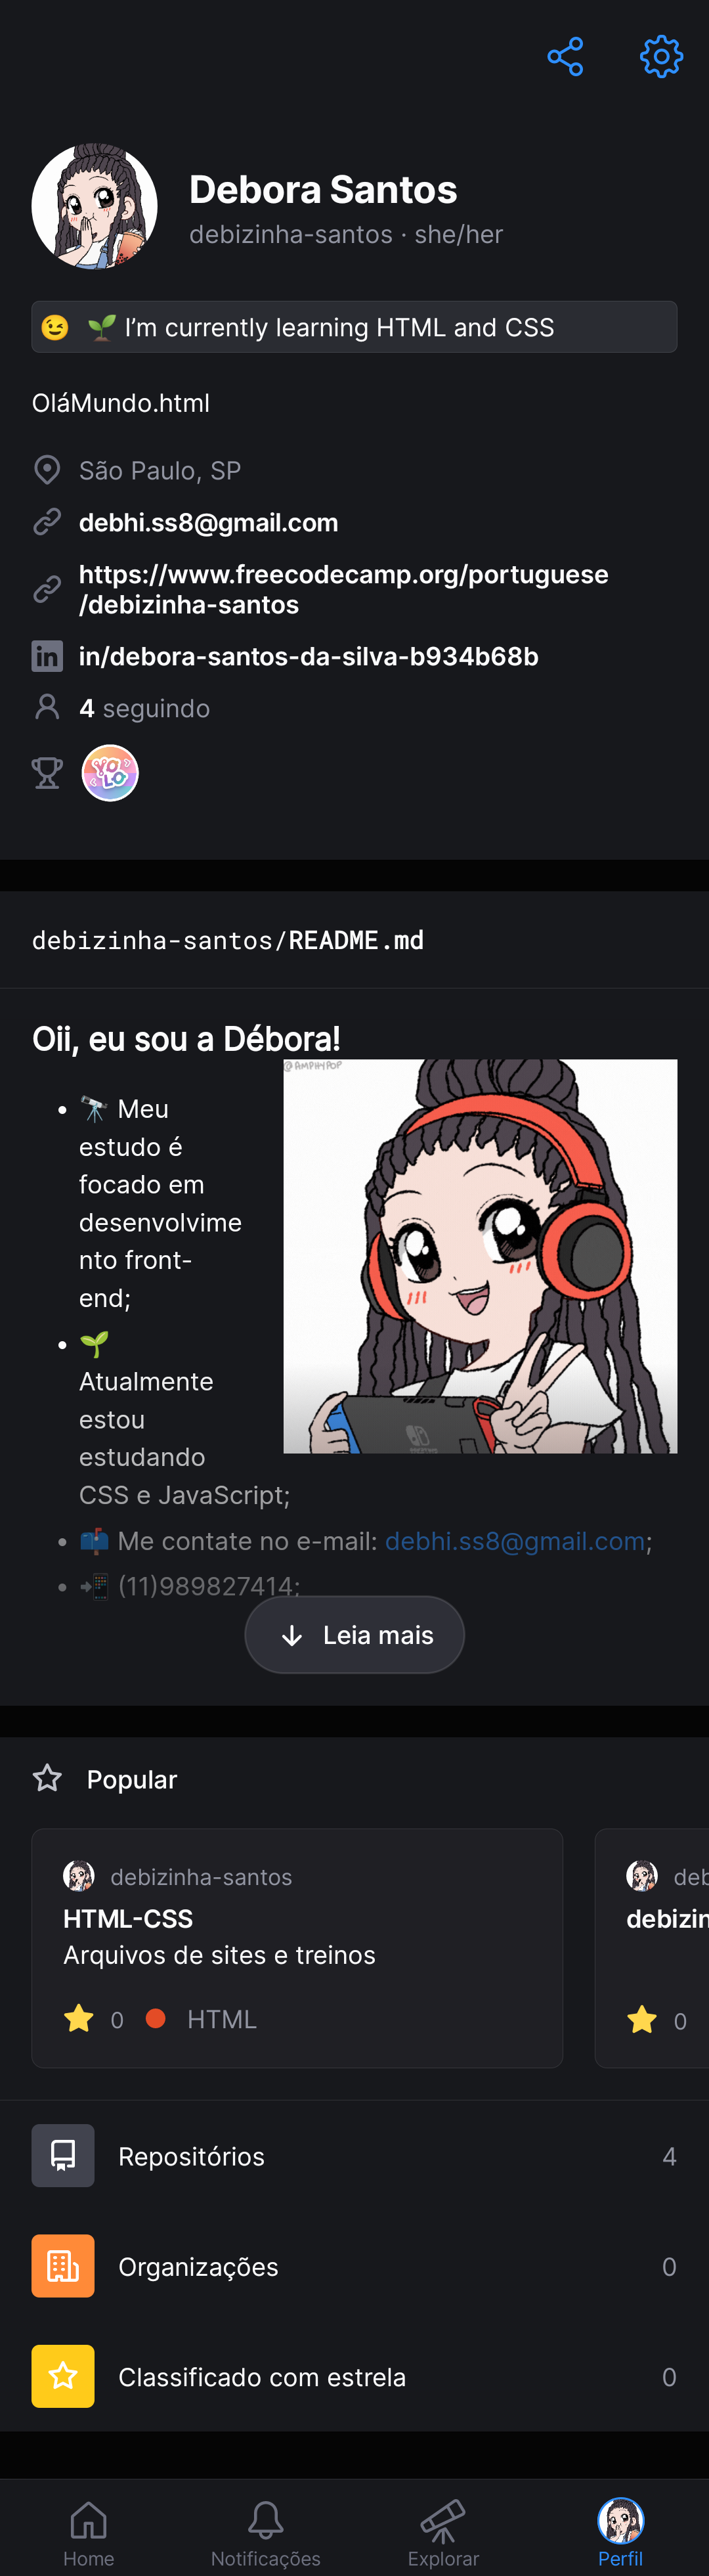 Debora Santos
debizinha-santos · she/her
😉 🌱 I’m currently learning HTML and CSS
OláMundo.html
São Paulo, SP
debhi.ss8@gmail.com
https://www.freecodecamp.org/portuguese
/debizinha-santos
in/debora-santos-da-silva-b934b68b
4 seguindo
YOLO
debizinha-santos/README.md
Oii, eu sou a Débora!
@AMPHYPOP
• 🔭 Meu
estudo é
focado em
desenvolvime
nto front-
end;
• 🌱
Atualmente
estou
estudando
CSS e JavaScript;
• 📫 Me contate no e-mail: debhi.ss8@gmail.com;
• 📲 (11)989827414;
Leia mais
Popular
debizinha-santos
HTML-CSS
Arquivos de sites e treinos
0 HTML
deb
debizin
0
Repositórios 4
Organizações 0
Classificado com estrela 0
Home Notificações Explorar Perfil